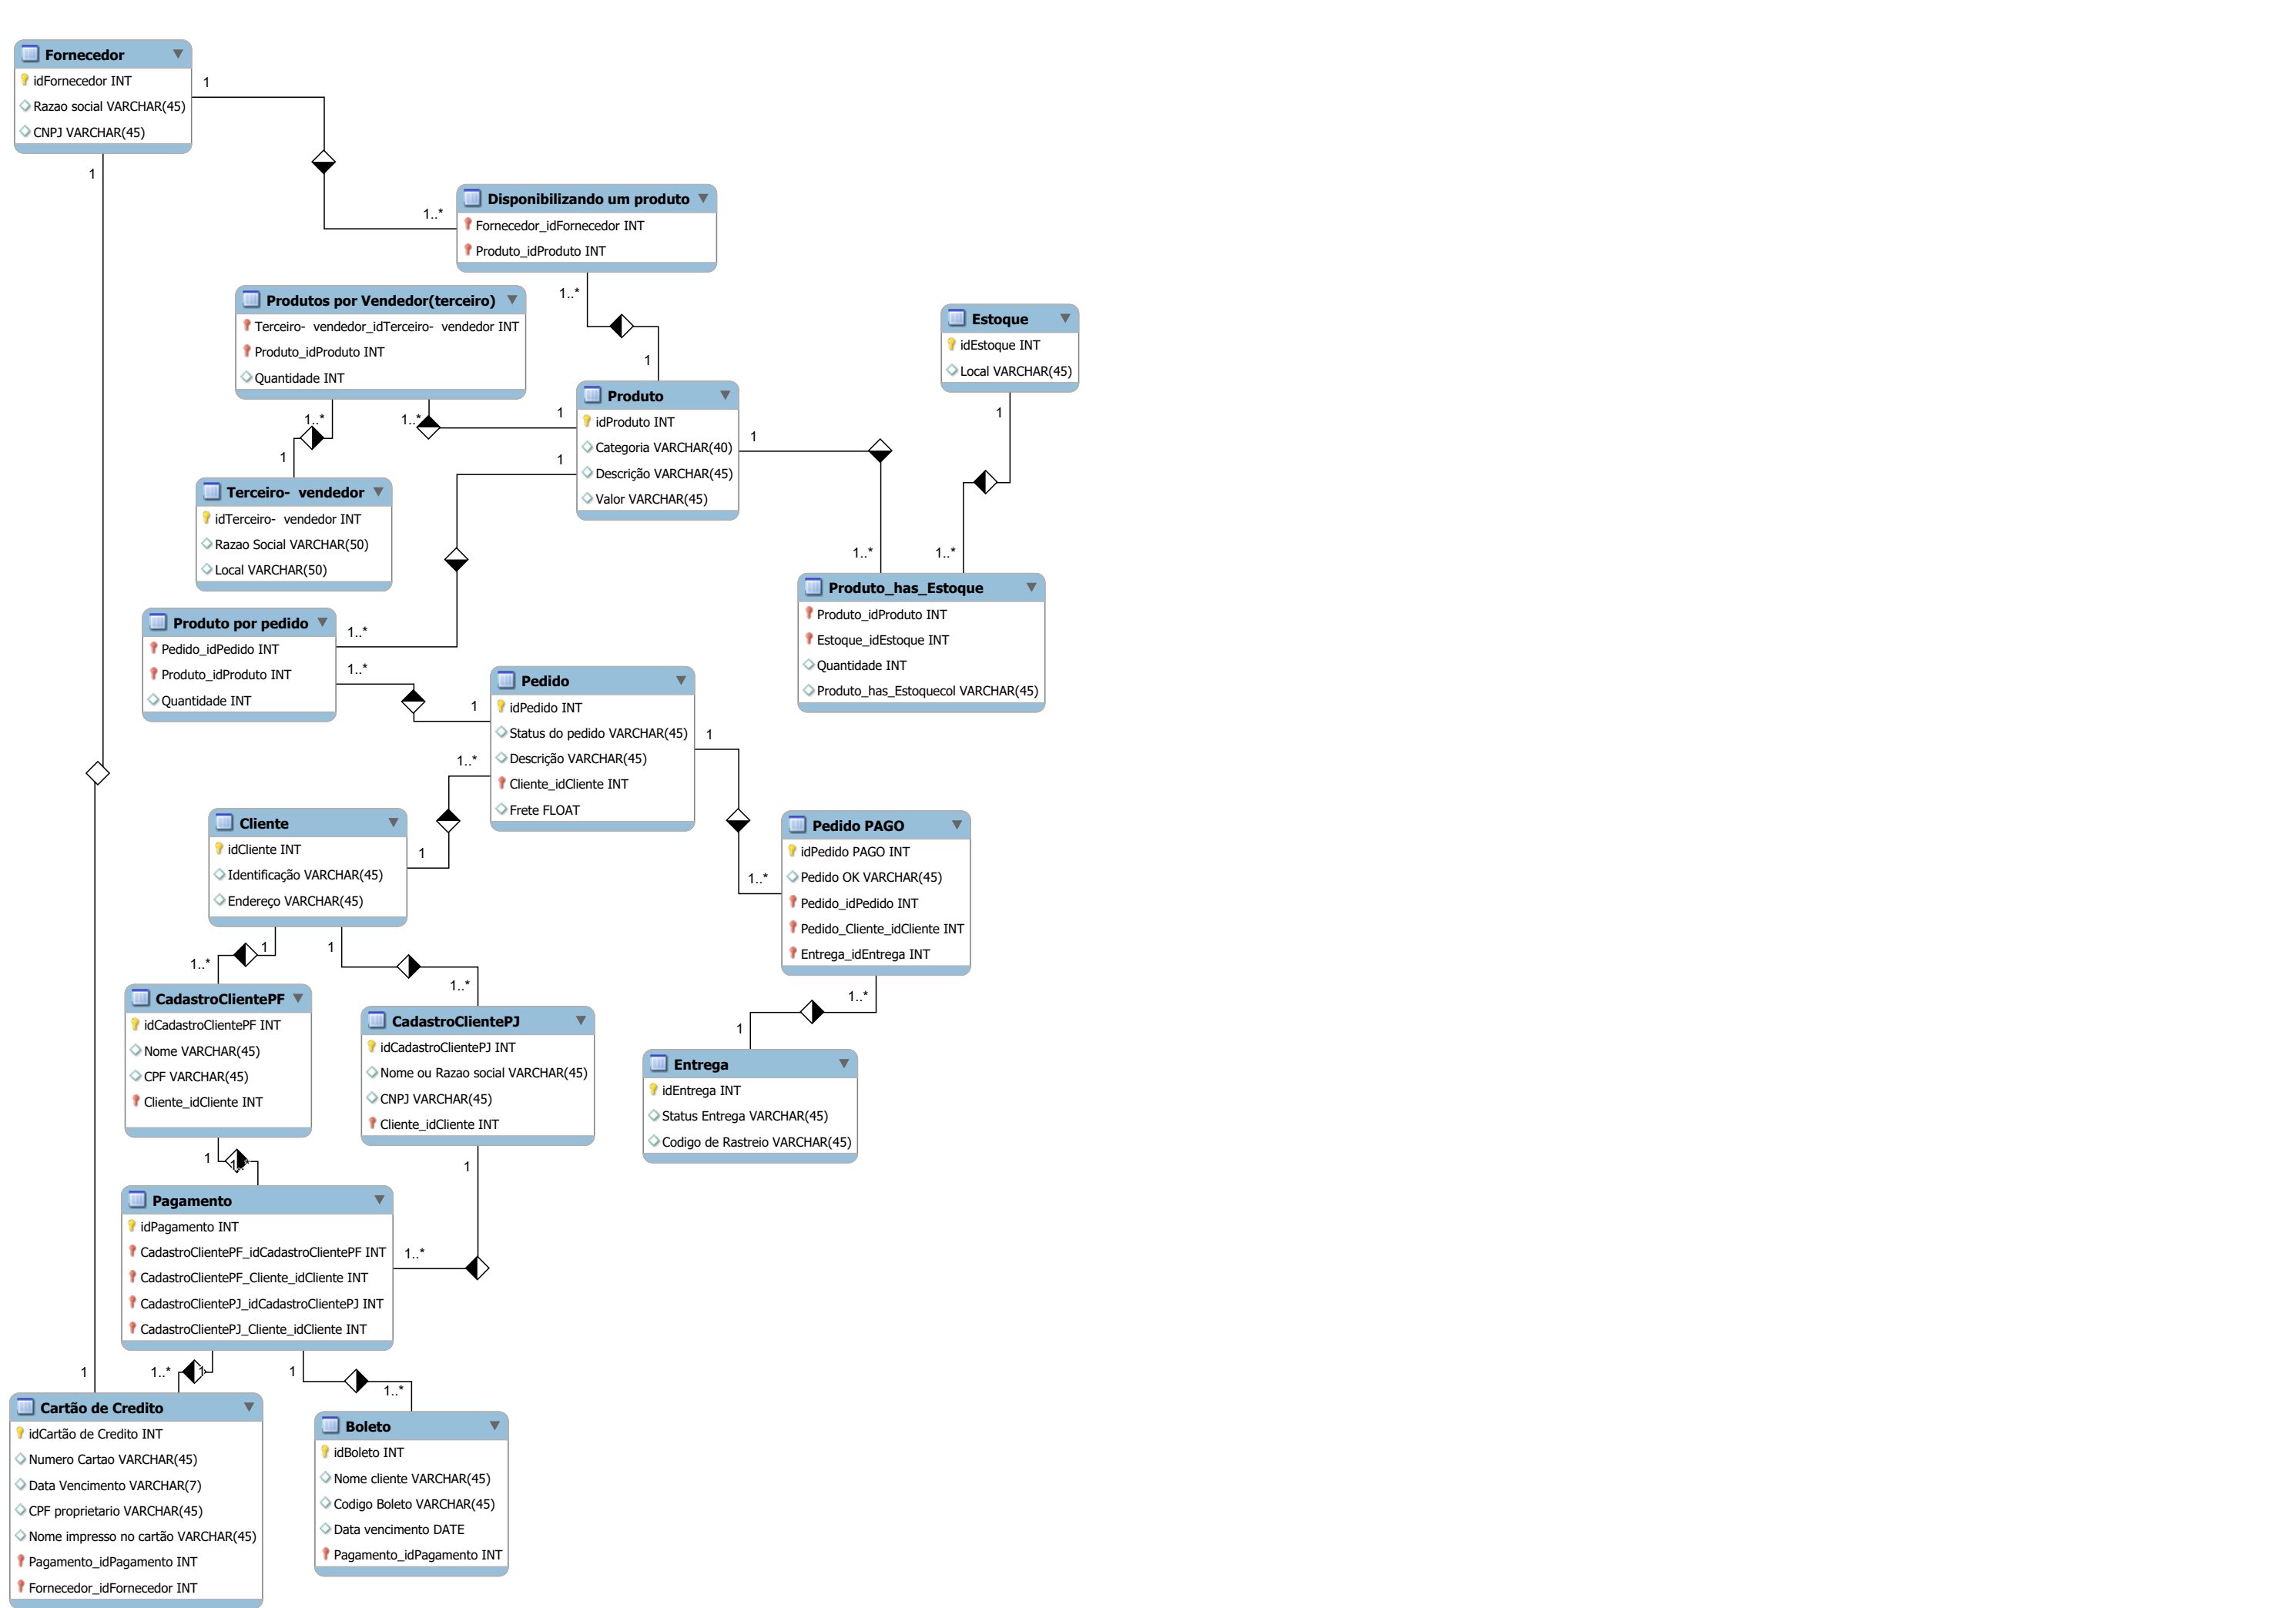 Fornecedor
idFornecedor INT
Razao social VARCHAR(45)
CNPJ VARCHAR(45)
1
1
1..*
Disponibilizando um produto
Fornecedor_idFornecedor INT
Produto_idProduto INT
1..*
1
Produtos por Vendedor(terceiro)
Terceiro-  vendedor_idTerceiro-  vendedor INT
Produto_idProduto INT
Quantidade INT
1..*
1
1..*
1
Estoque
idEstoque INT
Local VARCHAR(45)
1
1..*
Produto
idProduto INT
Categoria VARCHAR(40)
Descrição VARCHAR(45)
Valor VARCHAR(45)
1
1
1..*
Terceiro-  vendedor
idTerceiro-  vendedor INT
Razao Social VARCHAR(50)
Local VARCHAR(50)
Produto_has_Estoque
Produto_idProduto INT
Estoque_idEstoque INT
Quantidade INT
Produto_has_Estoquecol VARCHAR(45)
Produto por pedido
Pedido_idPedido INT
Produto_idProduto INT
Quantidade INT
1..*
1..*
1
Pedido
idPedido INT
Status do pedido VARCHAR(45)
Descrição VARCHAR(45)
Cliente_idCliente INT
Frete FLOAT
1..*
1
1
1..*
Cliente
idCliente INT
Identificação VARCHAR(45)
Endereço VARCHAR(45)
1
1..*
1
1..*
Pedido PAGO
idPedido PAGO INT
Pedido OK VARCHAR(45)
Pedido_idPedido INT
Pedido_Cliente_idCliente INT
Entrega_idEntrega INT
1..*
1
CadastroClientePF
idCadastroClientePF INT
Nome VARCHAR(45)
CPF VARCHAR(45)
Cliente_idCliente INT
1
1..*
CadastroClientePJ
idCadastroClientePJ INT
Nome ou Razao social VARCHAR(45)
CNPJ VARCHAR(45)
Cliente_idCliente INT
1
1..*
Entrega
idEntrega INT
Status Entrega VARCHAR(45)
Codigo de Rastreio VARCHAR(45)
Pagamento
idPagamento INT
CadastroClientePF_idCadastroClientePF INT
CadastroClientePF_Cliente_idCliente INT
CadastroClientePJ_idCadastroClientePJ INT
CadastroClientePJ_Cliente_idCliente INT
1
1..*
1
1
1..*
Cartão de Credito
idCartão de Credito INT
Numero Cartao VARCHAR(45)
Data Vencimento VARCHAR(7)
CPF proprietario VARCHAR(45)
Nome impresso no cartão VARCHAR(45)
Pagamento_idPagamento INT
Fornecedor_idFornecedor INT
Boleto
idBoleto INT
Nome cliente VARCHAR(45)
Codigo Boleto VARCHAR(45)
Data vencimento DATE
Pagamento_idPagamento INT